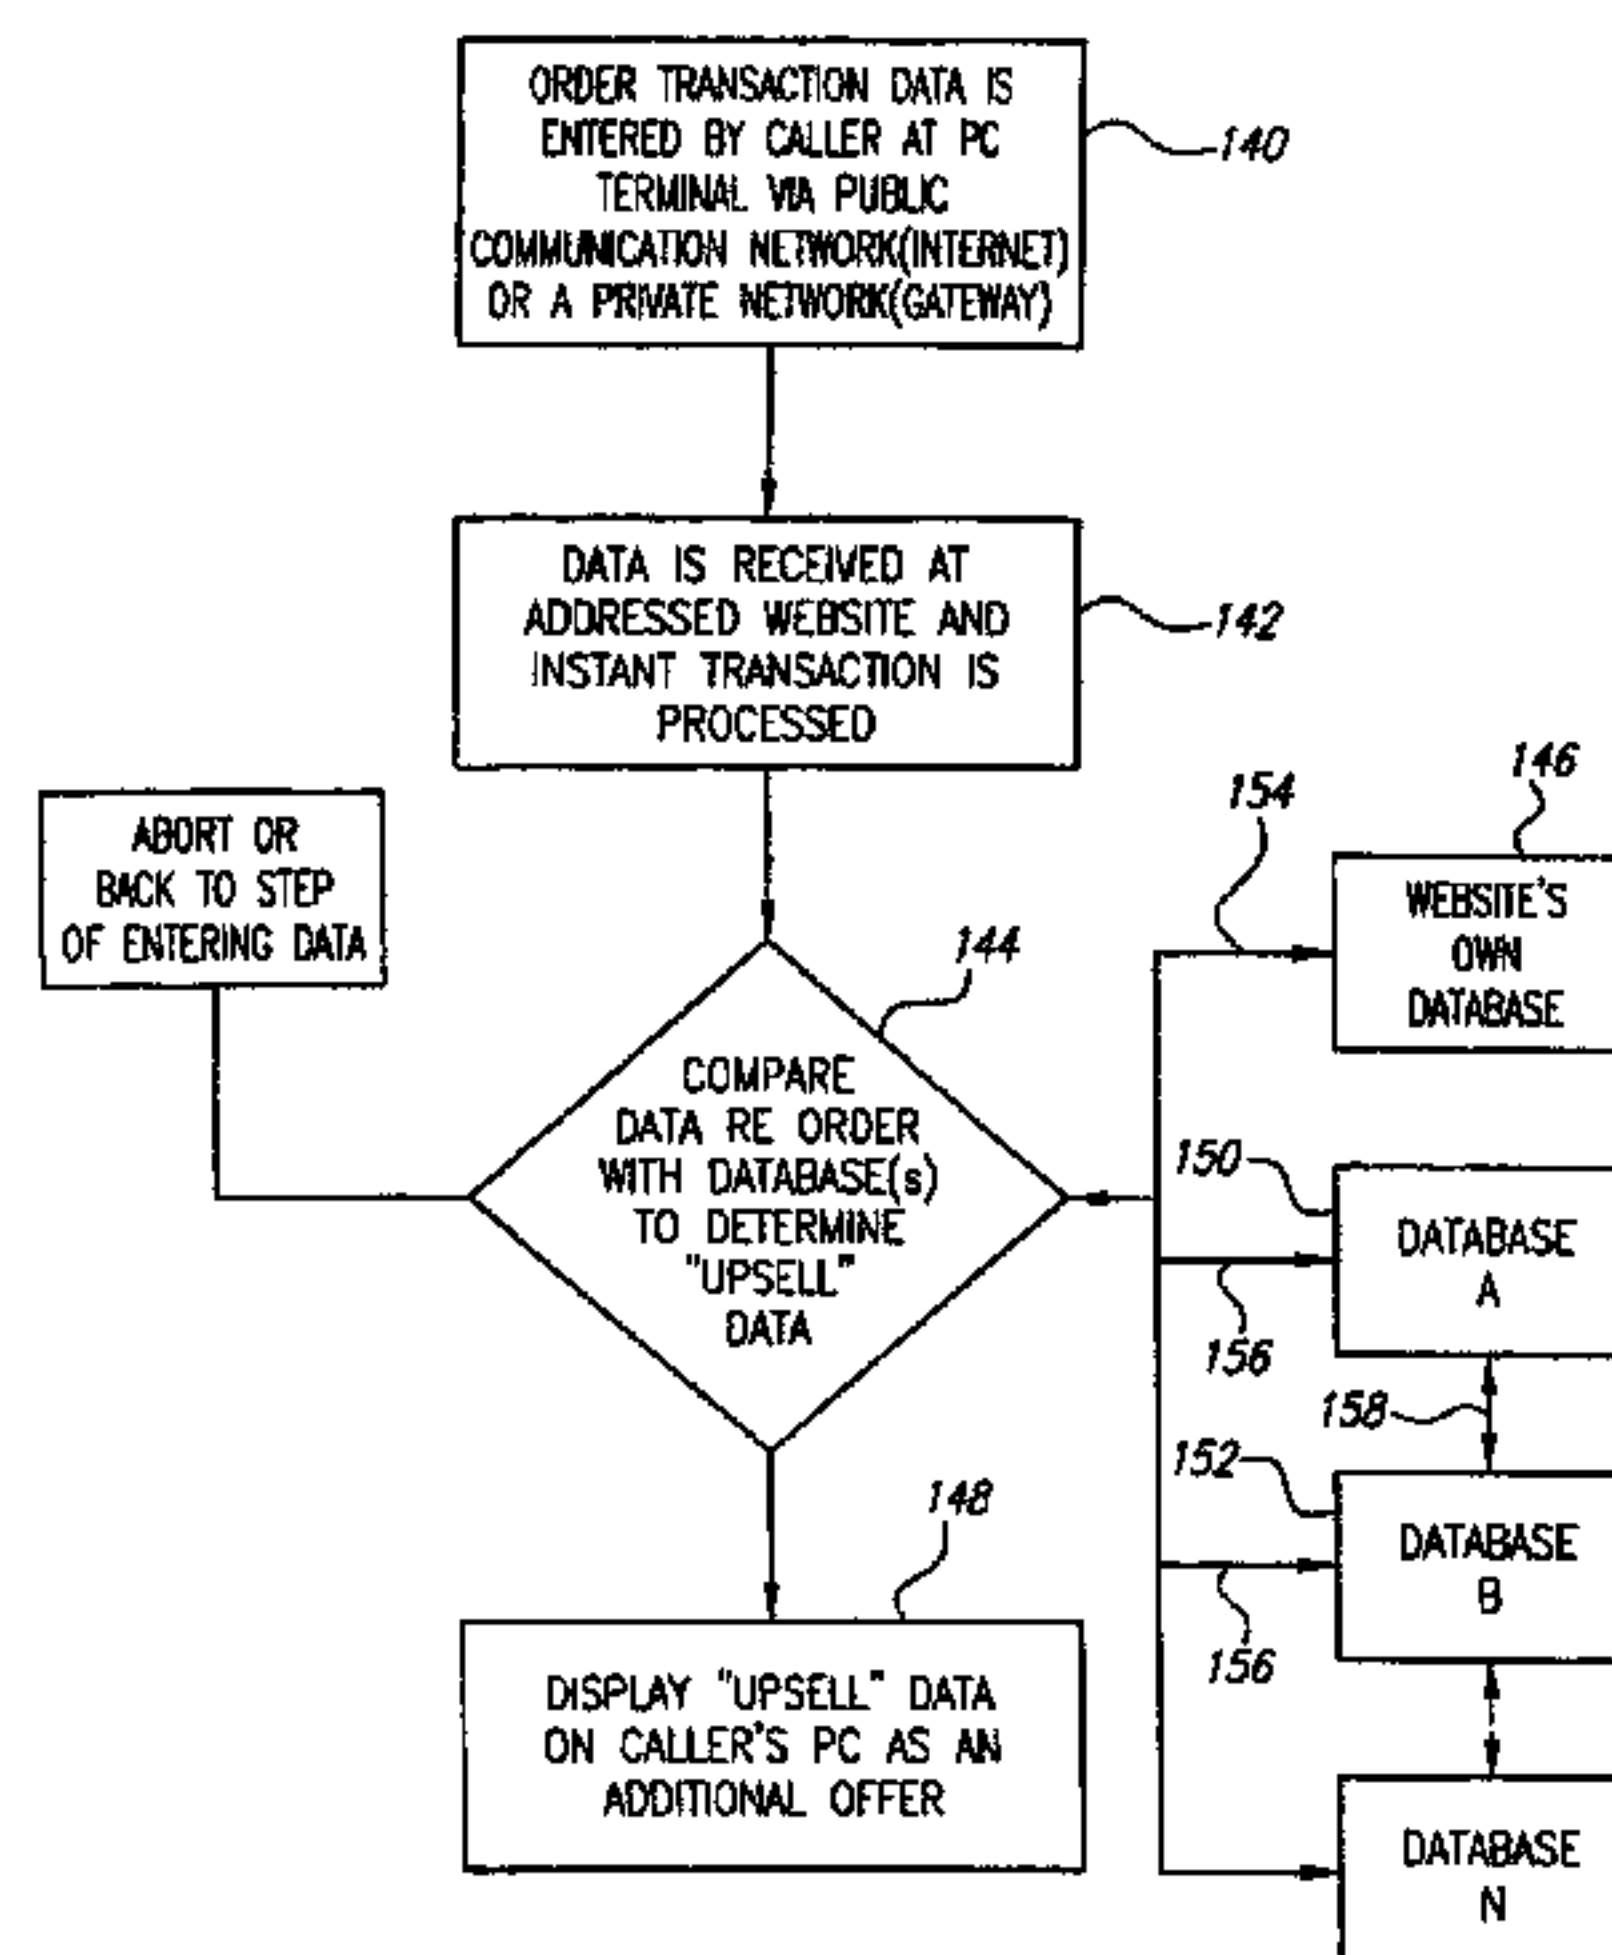 ORDER TRANSACTION DATA IS
ENTERED BY CALLER AT PC
TERMINAL VIA PUBLIC
COMMUNICATION NETWORK(INTERNET)
OR A PRIVATE NETWORK(GATEWAY)
140
DATA IS RECEIVED AT
ADDRESSED WEBSITE AND
INSTANT TRANSACTION IS
PROCESSED
142
ABORT OR
BACK TO STEP
OF ENTERING DATA
144
COMPARE
DATA RE ORDER
WITH DATABASE(s)
TO DETERMINE
"UPSELL"
DATA
154
146
WEBSITE'S
OWN
DATABASE
150
DATABASE
A
156
158
152
DATABASE
B
156
148
DISPLAY "UPSELL" DATA
ON CALLER'S PC AS AN
ADDITIONAL OFFER
DATABASE
N